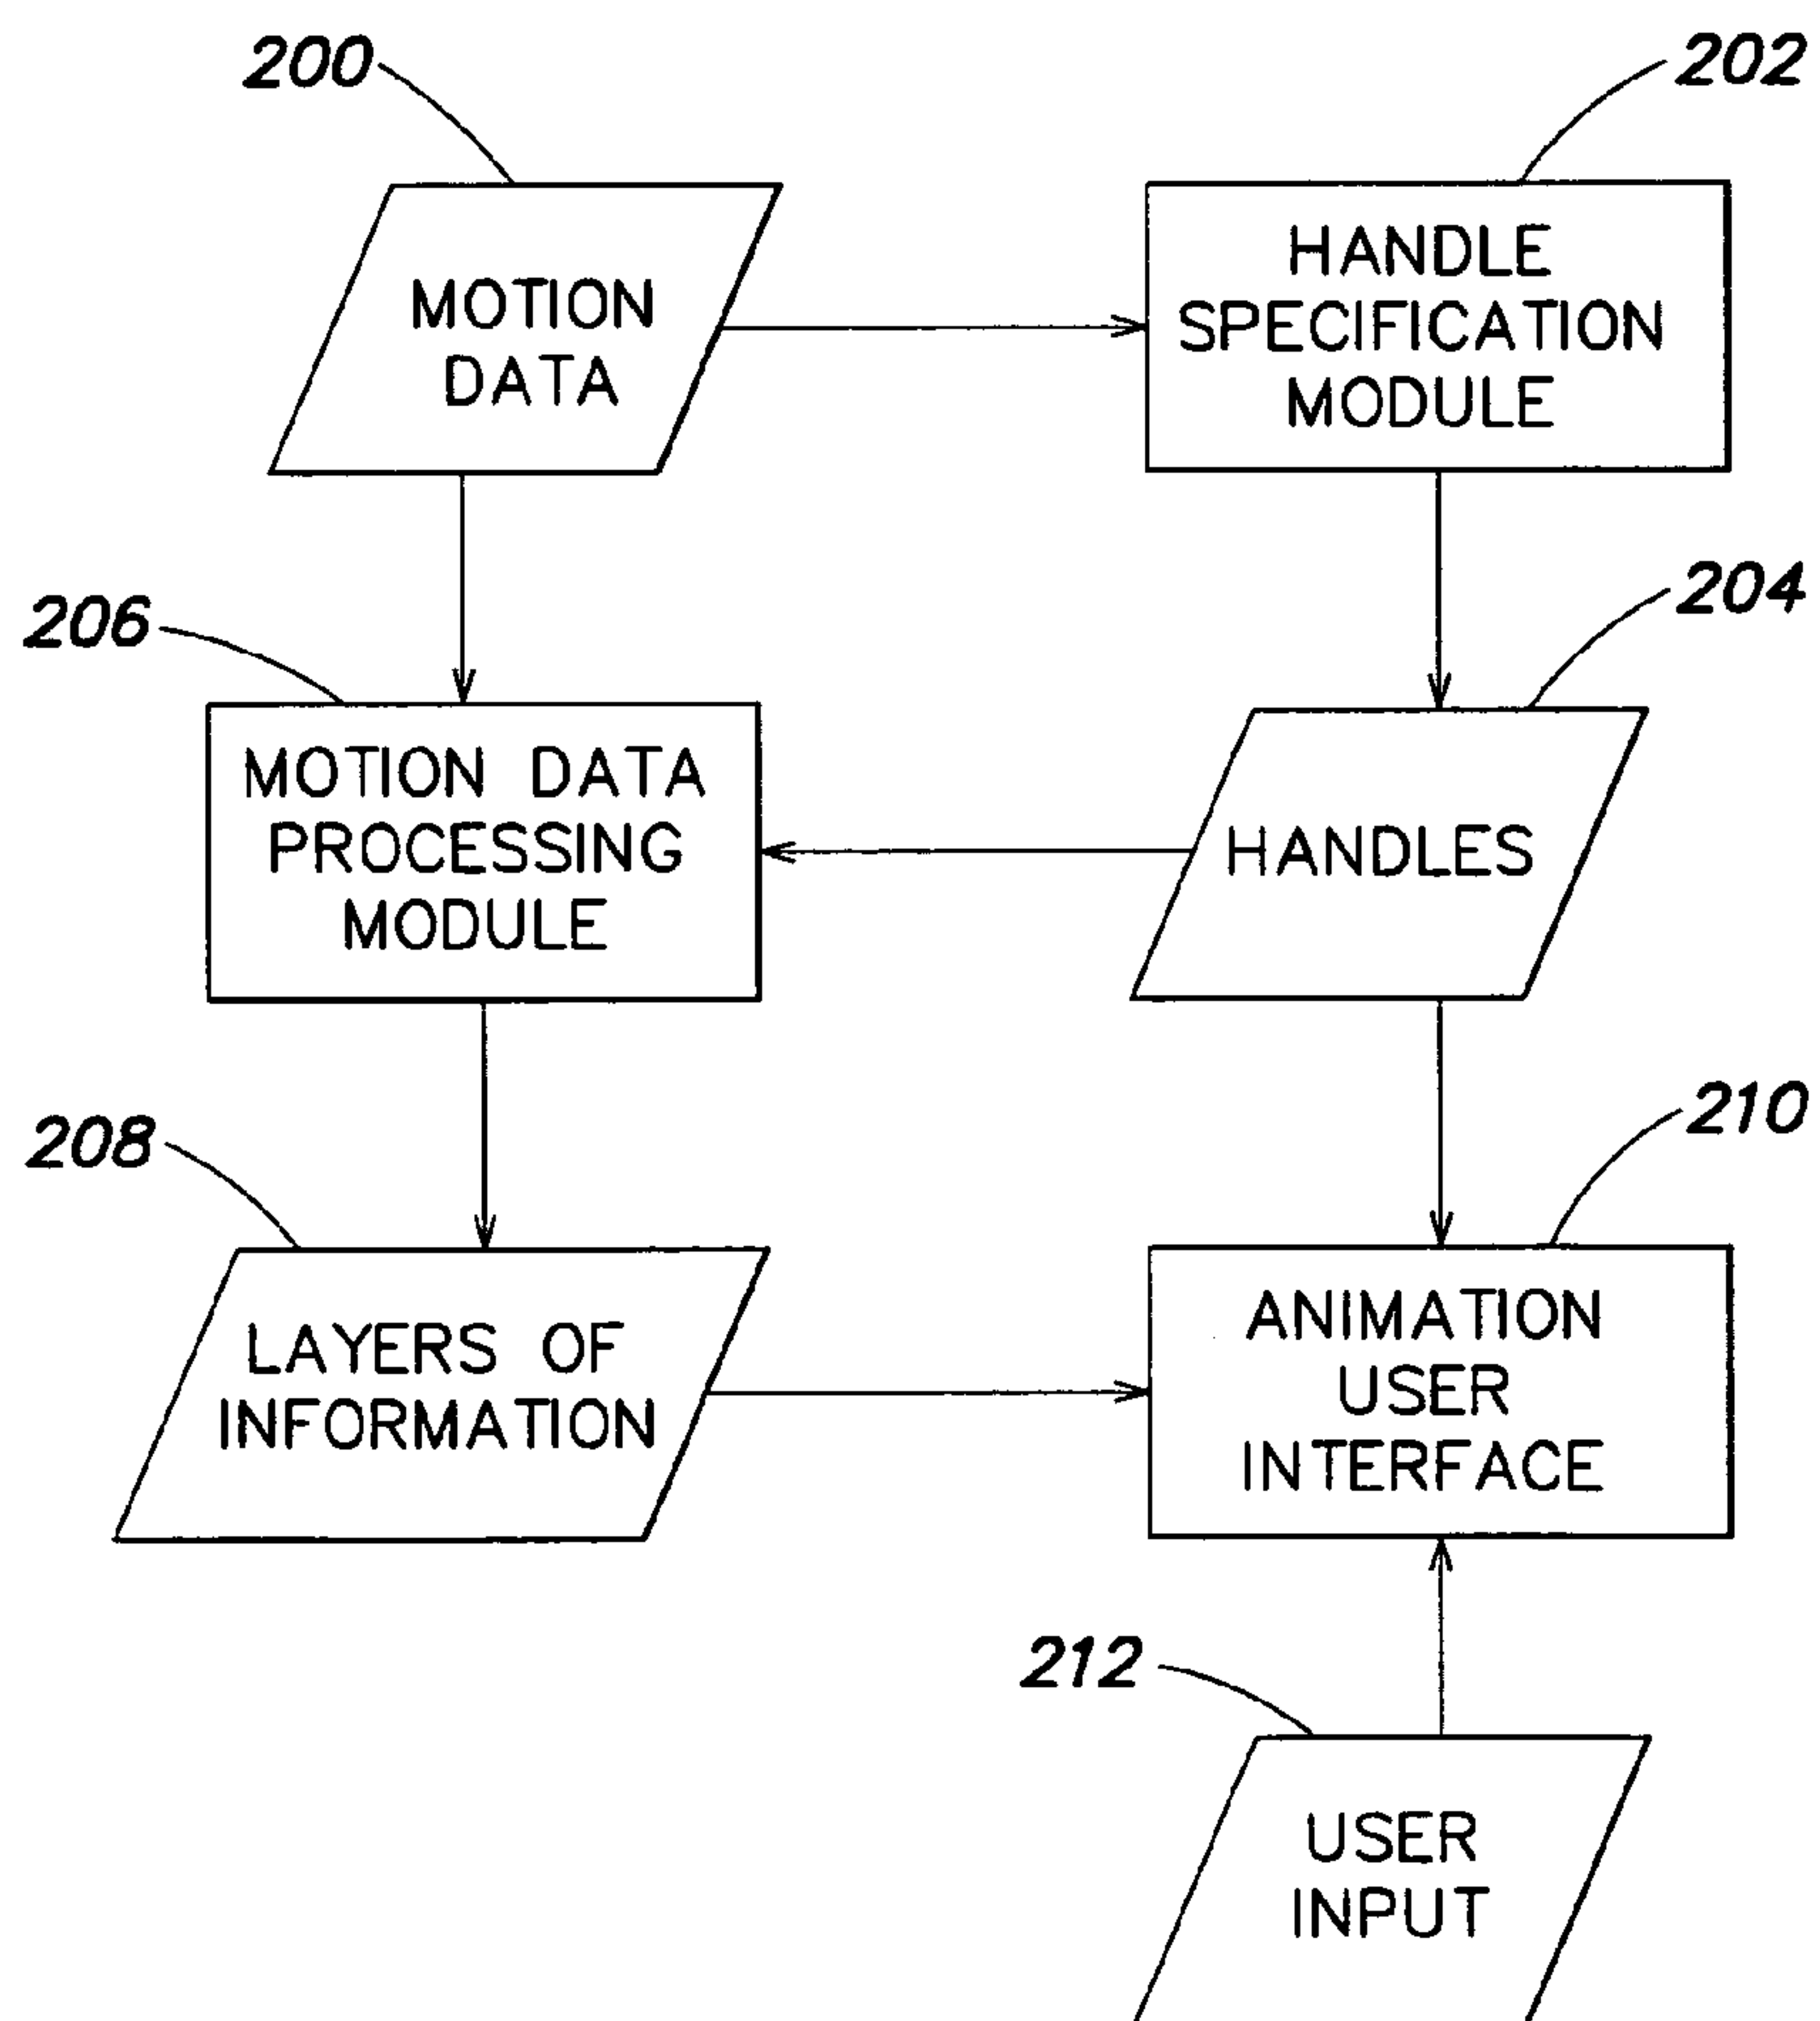 200
202
MOTION
DATA
HANDLE
SPECIFICATION
MODULE
206
204
MOTION DATA
PROCESSING
MODULE
HANDLES
208
210
LAYERS OF
INFORMATION
ANIMATION
USER
INTERFACE
212
USER
INPUT